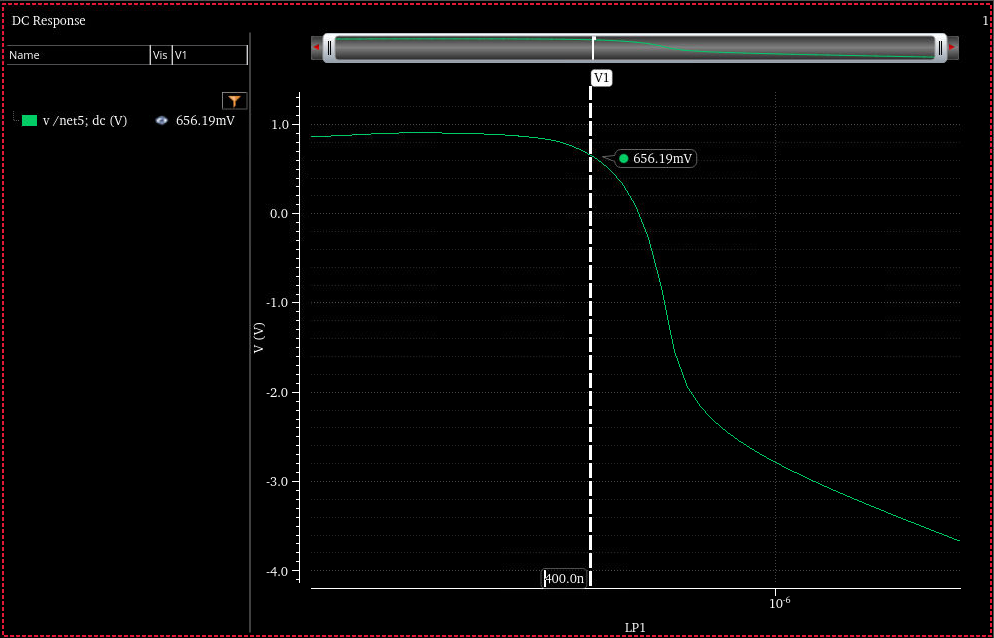 DC Response
1
Name Vis V1
v /net5; dc (V) 656.19mV
V1
1.0
656.19mV
0.0
-1.0
V (V)
-2.0
-3.0
-4.0
400.0n
10⁻⁶
LP1